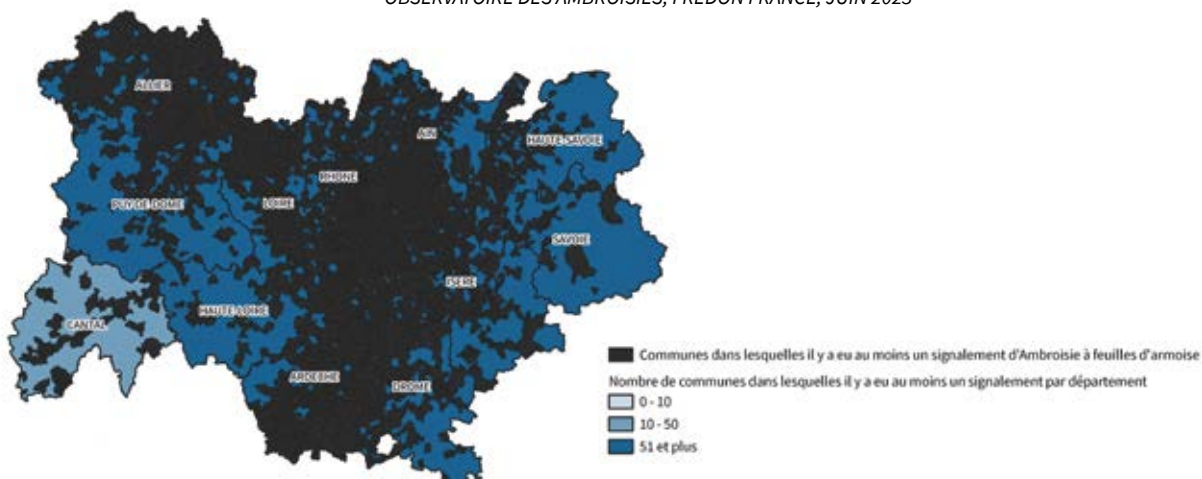 OBSERVATOIRE DES AMBROISIES, FREDON FRANCE, JUIN 2023
ALLIER
AIN
HAUTE-SAVOIE
RHONE
PUY-DE-DOME
LOIRE
SAVOIE
ISERE
HAUTE-LOIRE
CANTAL
ARDECHE
DROME
Communes dans lesquelles il y a eu au moins un signalement d'Ambroisie à feuilles d'armoise
Nombre de communes dans lesquelles il y a eu au moins un signalement par département
0 - 10
10 - 50
51 et plus